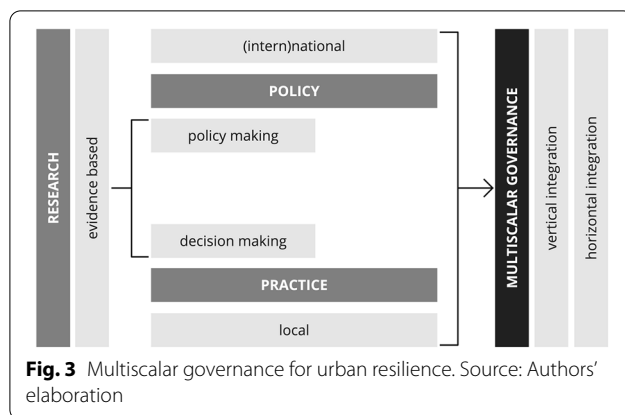 RESEARCH
evidence based
(intern)national
POLICY
policy making
decision making
PRACTICE
local
MULTISCALAR GOVERNANCE
vertical integration
horizontal integration
Fig. 3 Multiscalar governance for urban resilience. Source: Authors’
elaboration